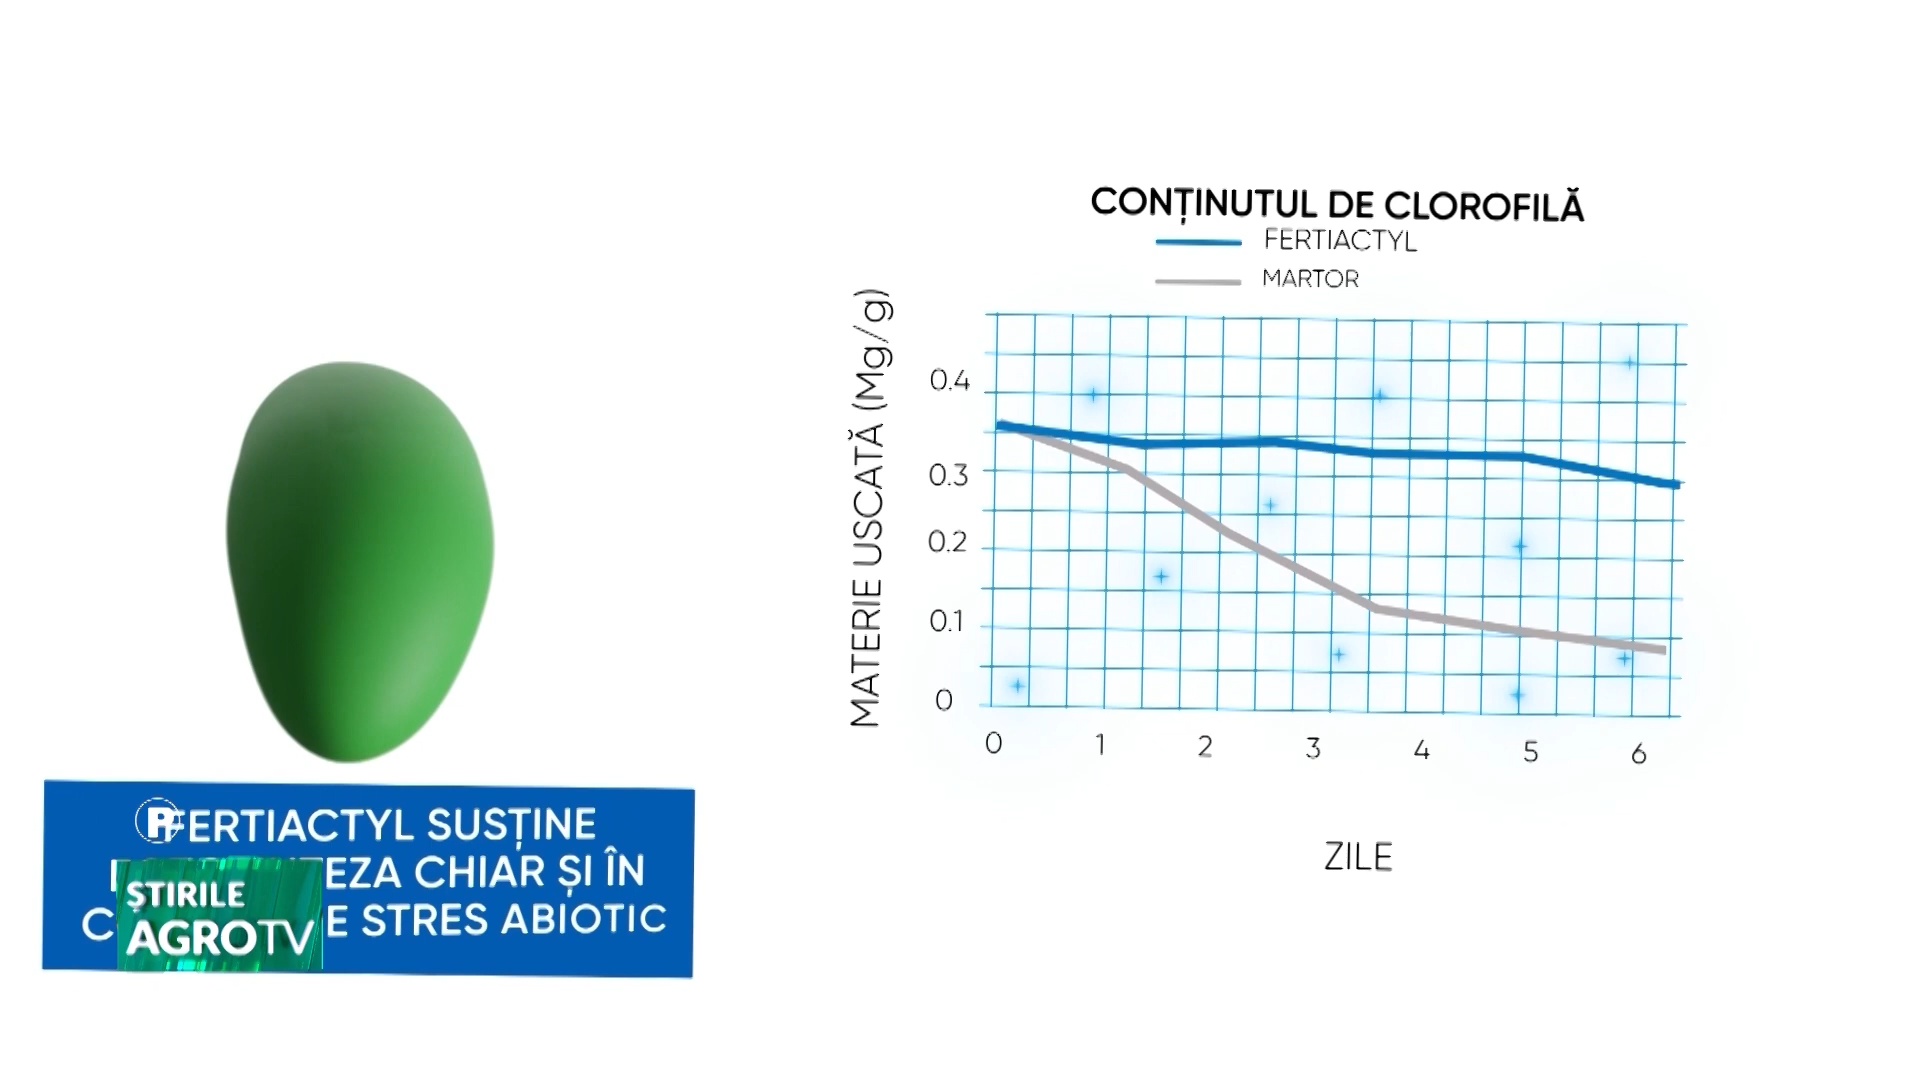 CONȚINUTUL DE CLOROFILĂ
FERTIACTYL
MARTOR
MATERIE USCATĂ (Mg/g)
0.4
0.3
0.2
0.1
0
0 1 2 3 4 5 6
ZILE
P
FERTIACTYL SUSȚINE
CHIAR ȘI ÎN
STRES ABIOTIC
ȘTIRILE
AGROTV